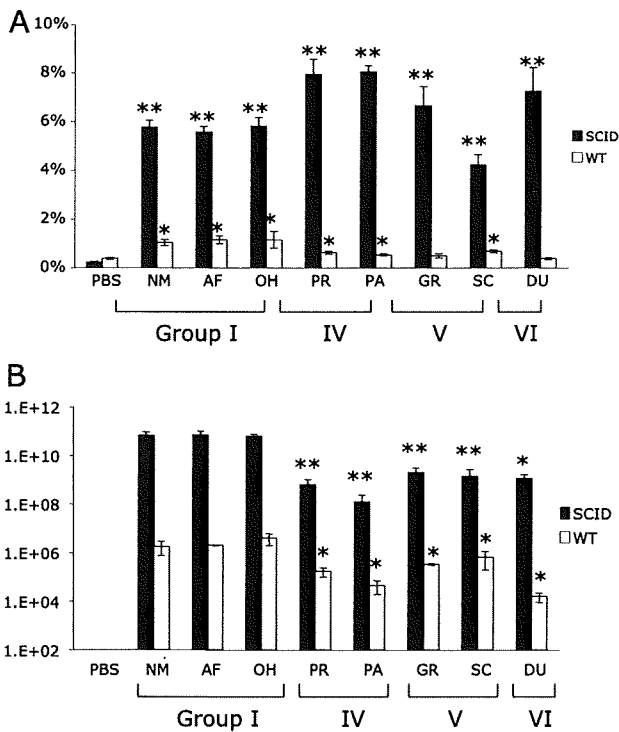 A
10%
8%
6%
4%
2%
0%
** ** ** ** ** ** ** **
* * * * * *
SCID
WT
PBS NM AF OH PR PA GR SC DU
Group I IV V VI
B
1.E+12
1.E+10
1.E+08
1.E+06
1.E+04
1.E+02
** ** ** ** *
* * * * *
SCID
WT
PBS NM AF OH PR PA GR SC DU
Group I IV V VI